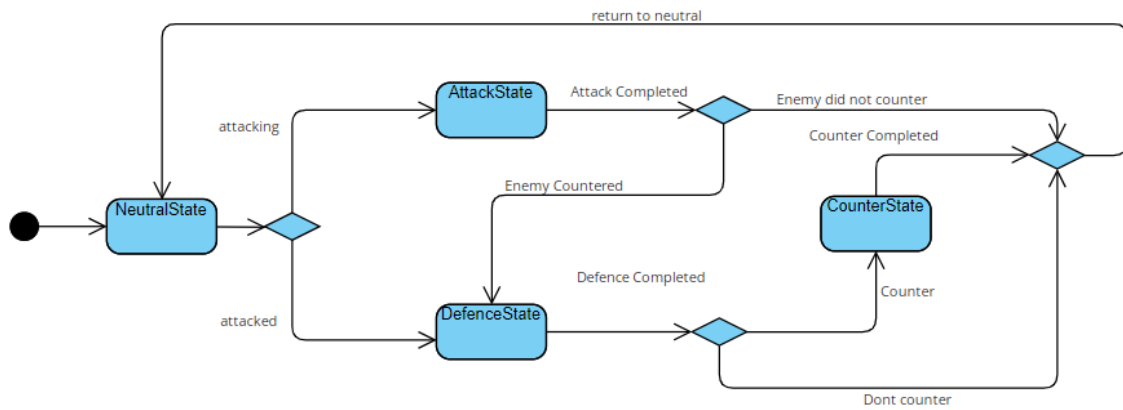 return to neutral
AttackState
Attack Completed
Enemy did not counter
attacking
Counter Completed
Enemy Countered
NeutralState
CounterState
Defence Completed
Counter
attacked
DefenceState
Dont counter